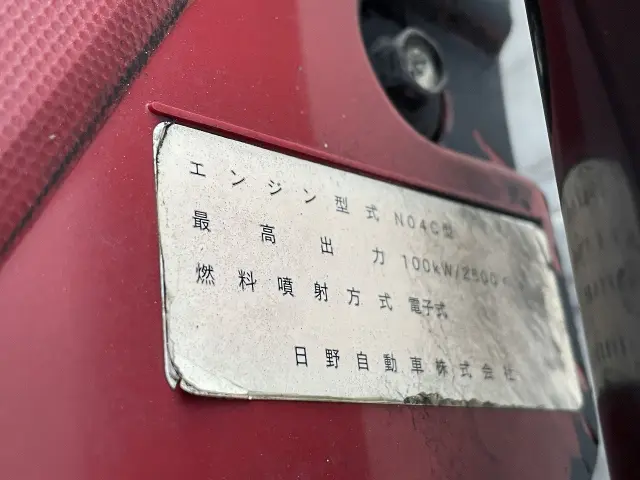 エンジン型式 N04C型
最高出力 100kW/2500
燃料噴射方式 電子式
日野自動車株式会社